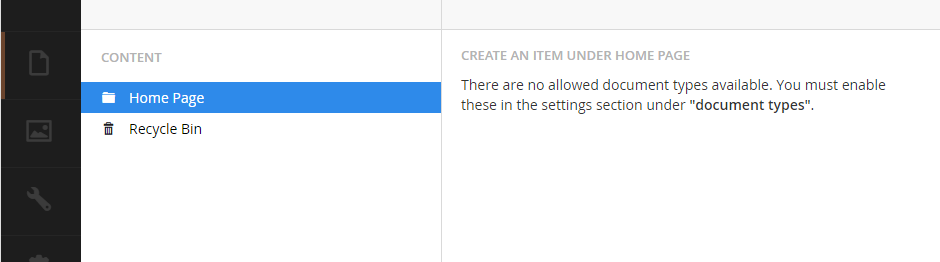 CONTENT
Home Page
Recycle Bin
CREATE AN ITEM UNDER HOME PAGE
There are no allowed document types available. You must enable
these in the settings section under "document types".